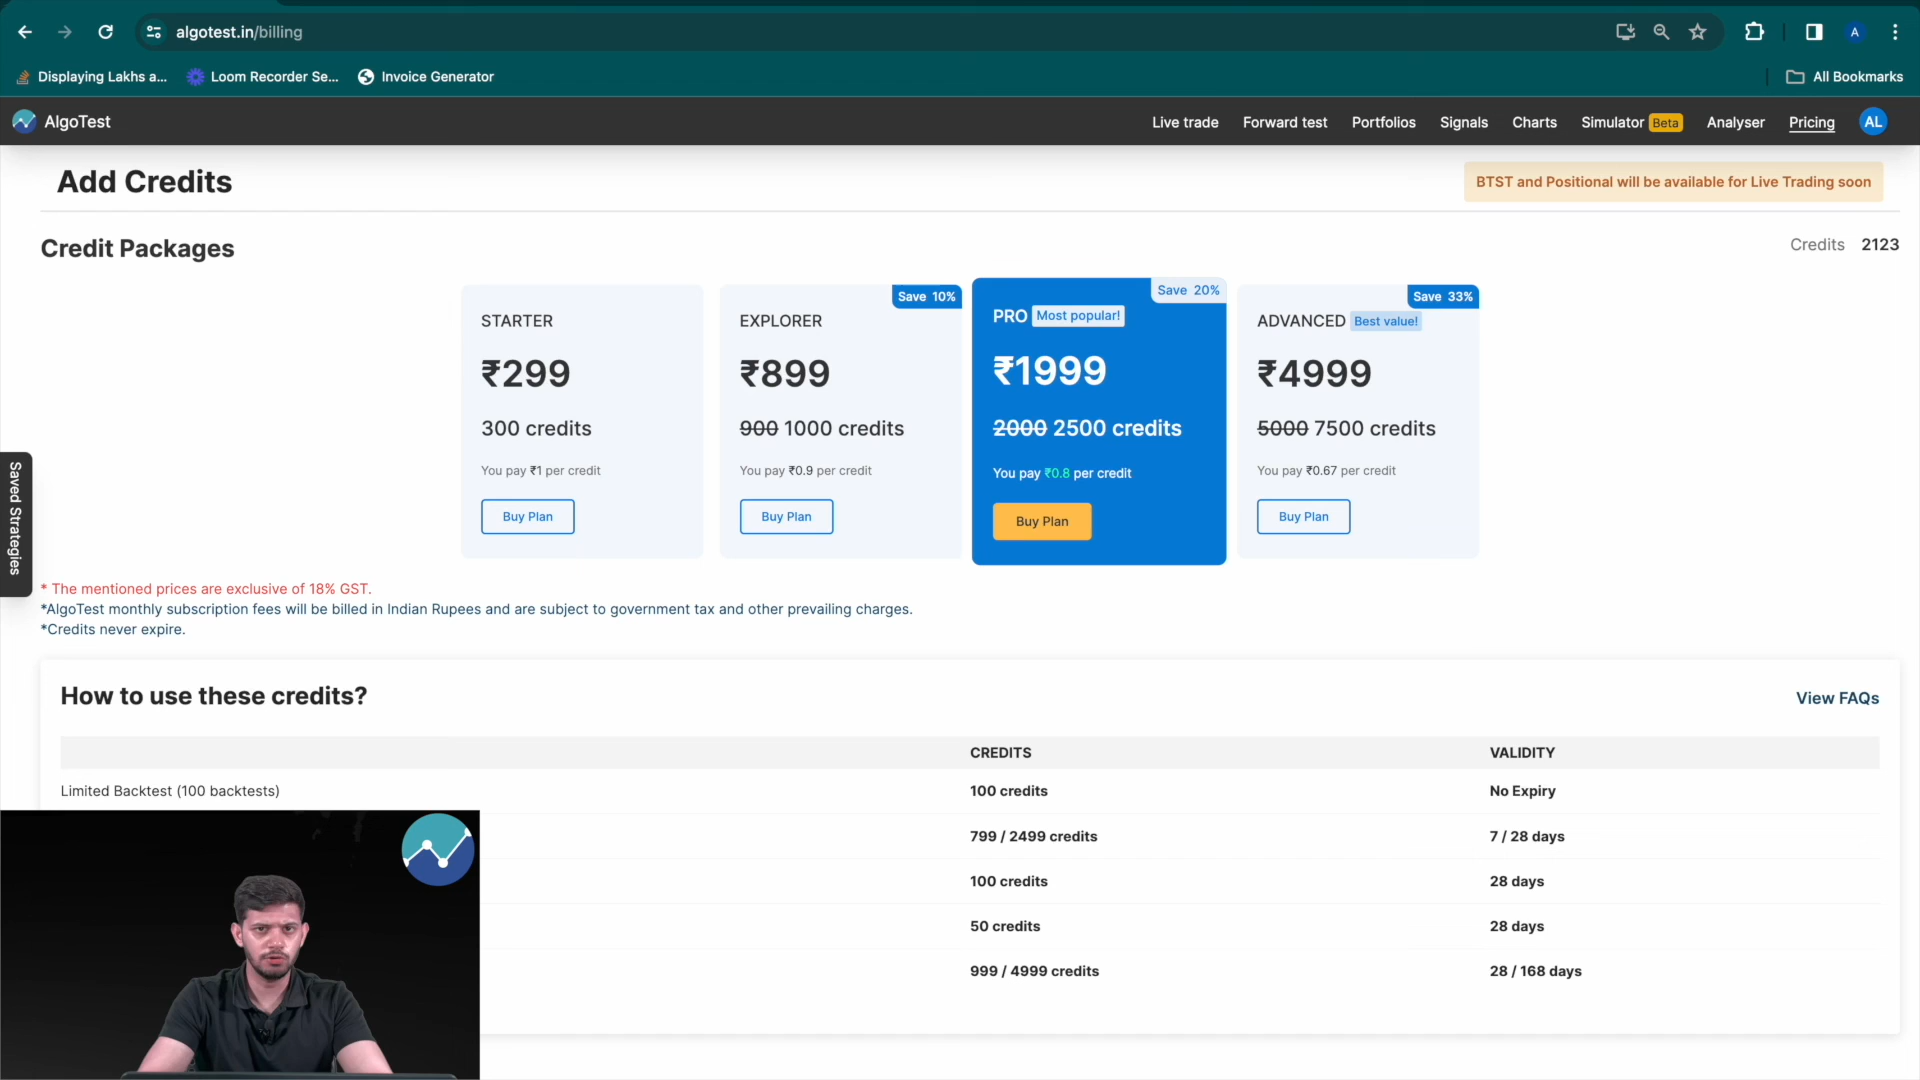 algotest.in/billing
A
Displaying Lakhs a...
Loom Recorder Se...
Invoice Generator
All Bookmarks
AlgoTest
Live trade
Forward test
Portfolios
Signals
Charts
Simulator Beta
Analyser
Pricing
AL
Add Credits
BTST and Positional will be available for Live Trading soon
Credit Packages
Credits 2123
STARTER
₹299
300 credits
You pay ₹1 per credit
Buy Plan
Save 10%
EXPLORER
₹899
900 1000 credits
You pay ₹0.9 per credit
Buy Plan
Save 20%
PRO Most popular!
₹1999
2000 2500 credits
You pay ₹0.8 per credit
Buy Plan
Save 33%
ADVANCED Best value!
₹4999
5000 7500 credits
You pay ₹0.67 per credit
Buy Plan
Saved Strategies
* The mentioned prices are exclusive of 18% GST.
*AlgoTest monthly subscription fees will be billed in Indian Rupees and are subject to government tax and other prevailing charges.
*Credits never expire.
How to use these credits?
View FAQs
CREDITS VALIDITY
Limited Backtest (100 backtests) 100 credits No Expiry
799 / 2499 credits 7 / 28 days
100 credits 28 days
50 credits 28 days
999 / 4999 credits 28 / 168 days